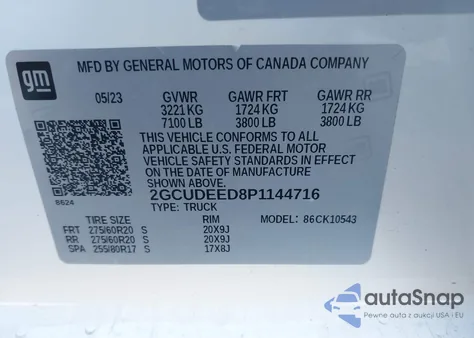 gm
MFD BY GENERAL MOTORS OF CANADA COMPANY
05/23 GVWR GAWR FRT GAWR RR
3221 KG 1724 KG 1724 KG
7100 LB 3800 LB 3800 LB
THIS VEHICLE CONFORMS TO ALL
APPLICABLE U.S. FEDERAL MOTOR
VEHICLE SAFETY STANDARDS IN EFFECT
ON THE DATE OF MANUFACTURE SHOWN ABOVE.
8624 2GCUDEED8P1144716
TYPE: TRUCK
TIRE SIZE RIM MODEL: 86CK10543
FRT 275/60R20 S 20X9J
RR 275/60R20 S 20X9J
SPA 255/80R17 S 17X8J
autoSnap
Pewne auta z aukcji USA i EU